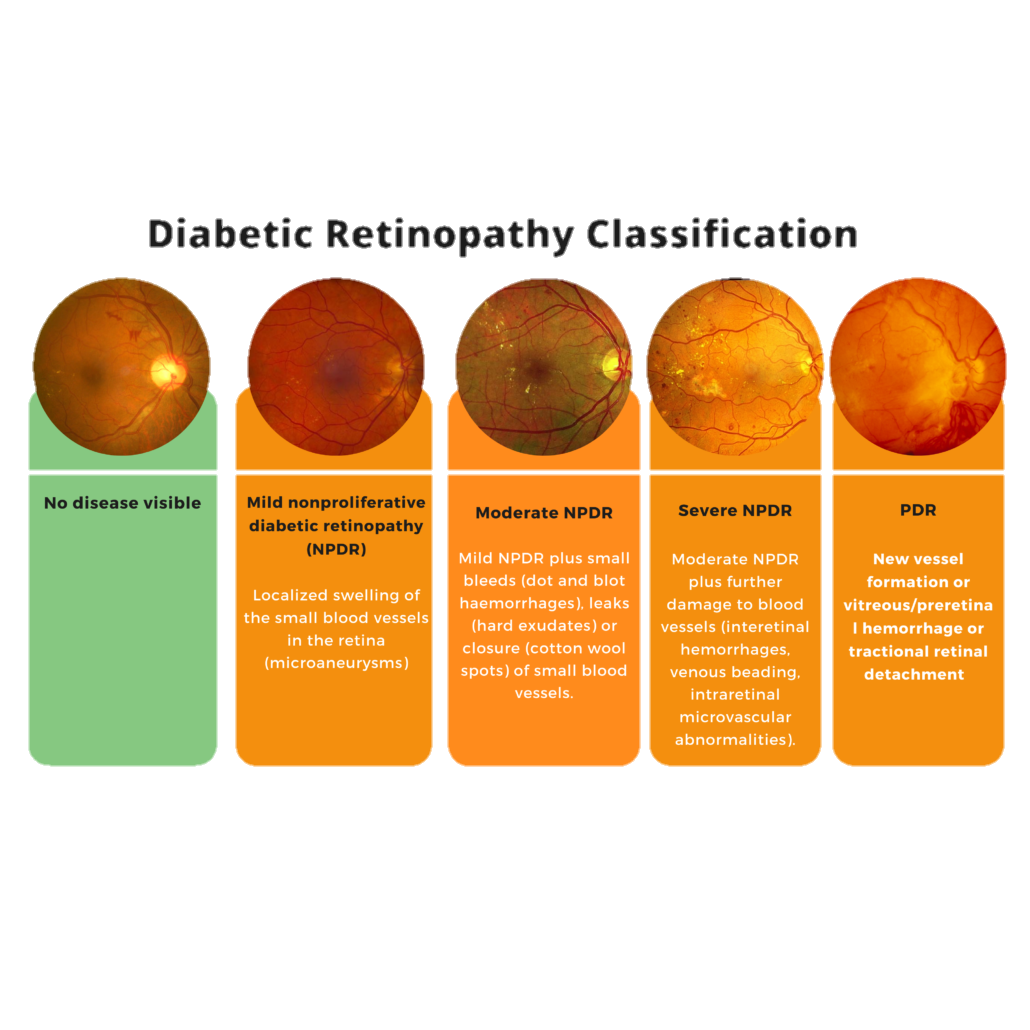 Diabetic Retinopathy Classification
No disease visible
Mild nonproliferative
diabetic retinopathy
(NPDR)
Localized swelling of
the small blood vessels
in the retina
(microaneurysms)
Moderate NPDR
Mild NPDR plus small
bleeds (dot and blot
haemorrhages), leaks
(hard exudates) or
closure (cotton wool
spots) of small blood
vessels.
Severe NPDR
Moderate NPDR
plus further
damage to blood
vessels (interetinal
hemorrhages,
venous beading,
intraretinal
microvascular
abnormalities).
PDR
New vessel
formation or
vitreous/preretina
l hemorrhage or
tractional retinal
detachment